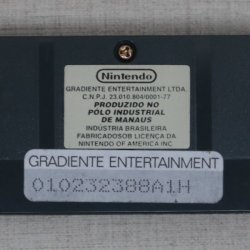 Nintendo
GRADIENTE ENTERTAINMENT LTDA.
C.N.P.J. 23.010.804/0001-77
PRODUZIDO NO
PÓLO INDUSTRIAL
DE MANAUS
INDUSTRIA BRASILEIRA
FABRICADOSOB LICENÇA DA
NINTENDO OF AMERICA INC
GRADIENTE ENTERTAINMENT
010232388A1H